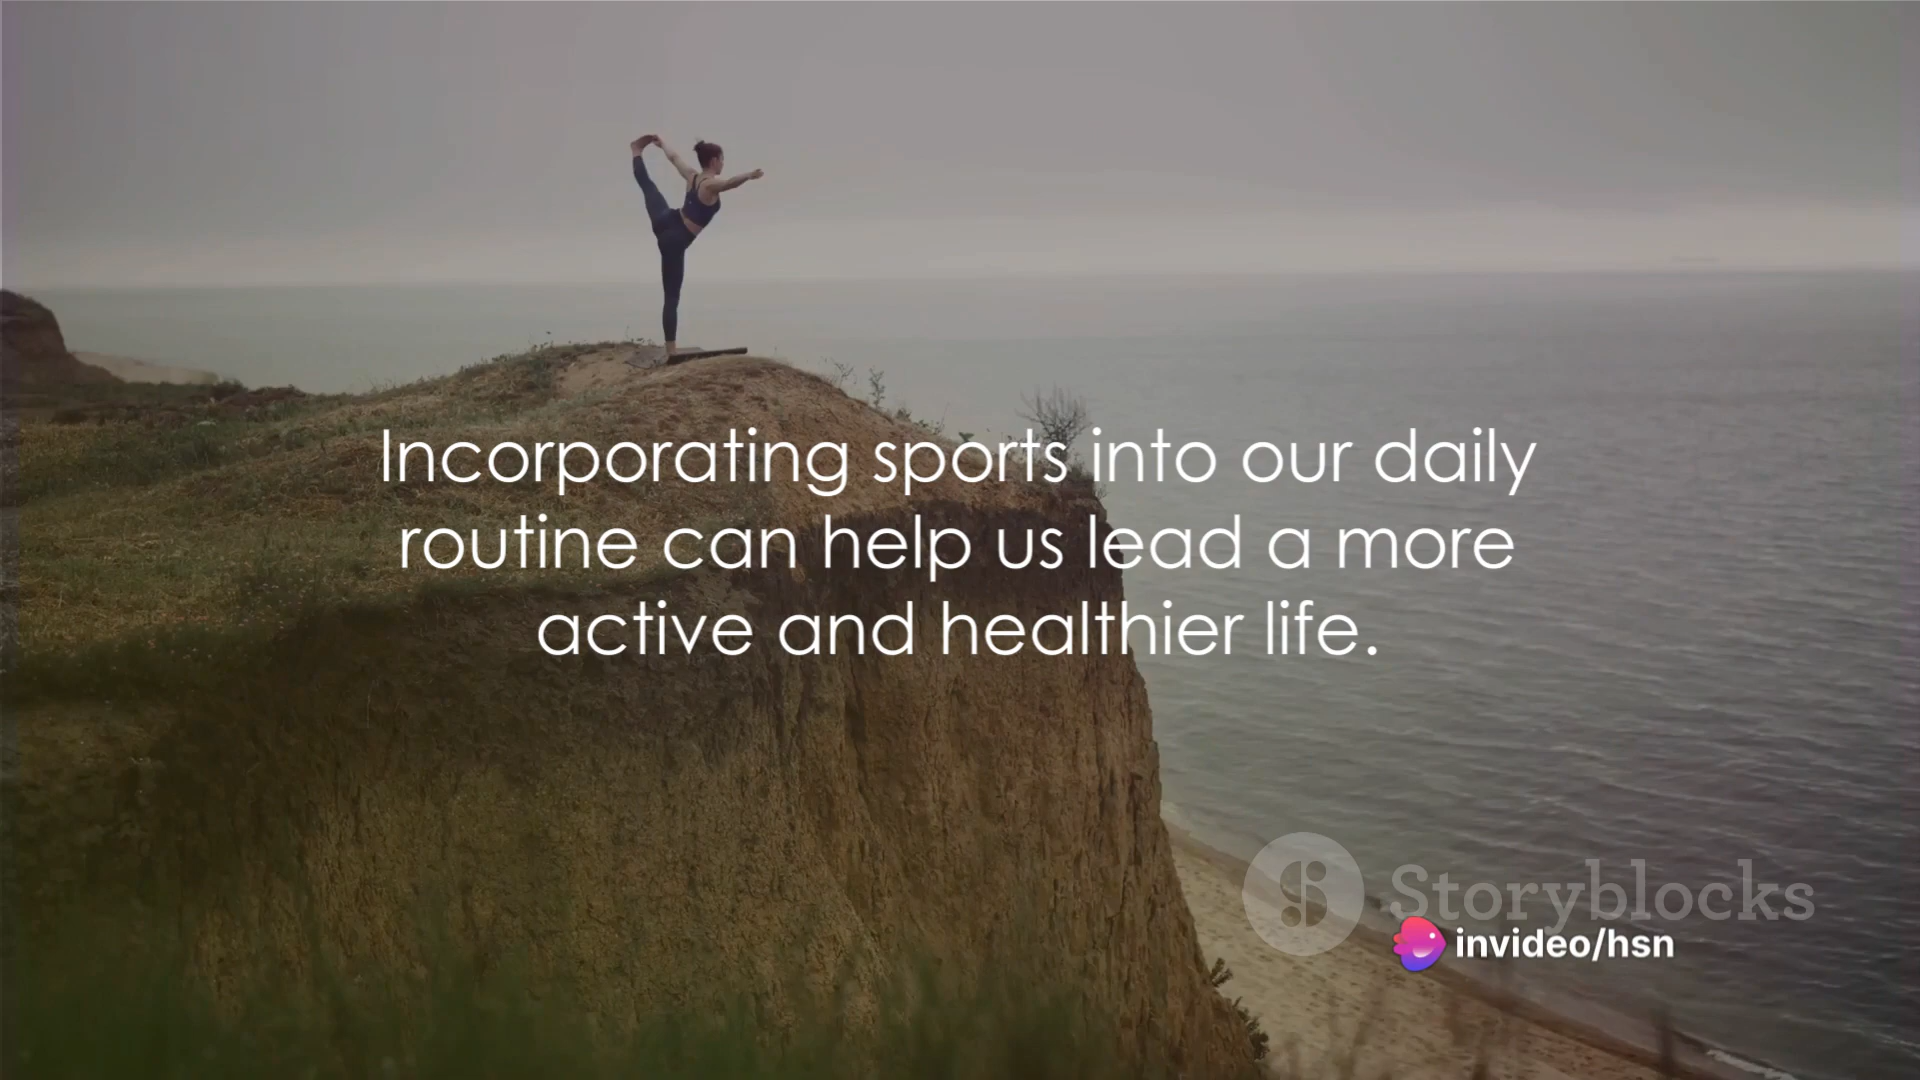 Incorporating sports into our daily
routine can help us lead a more
active and healthier life.
Storyblocks
invideo/hsn